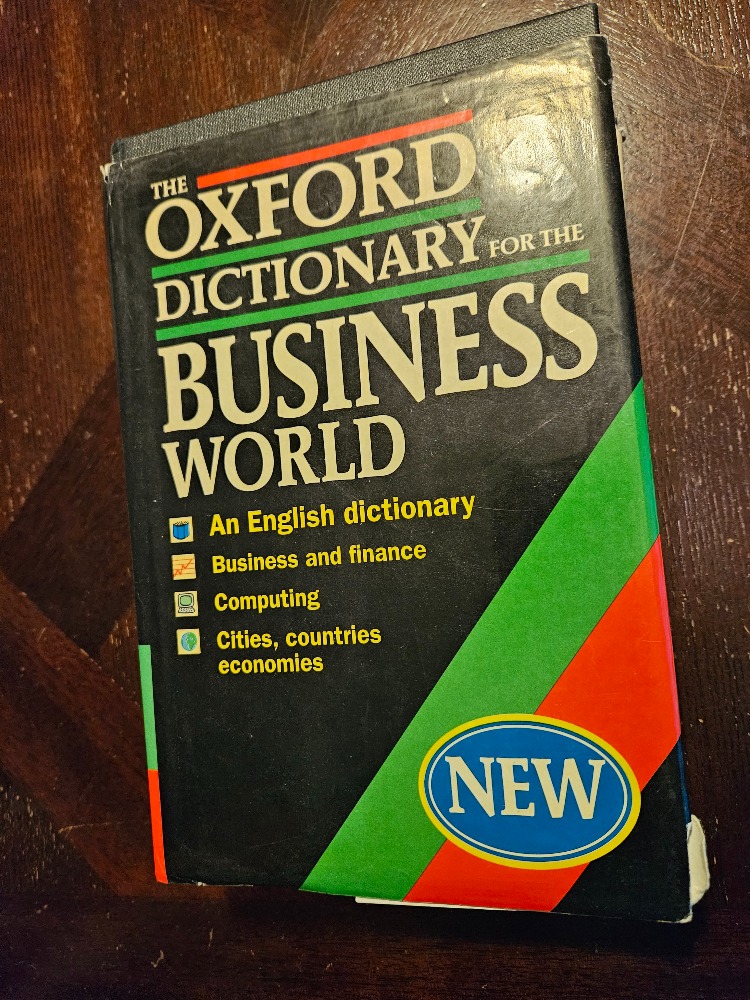 THE
OXFORD
DICTIONARY FOR THE
BUSINESS
WORLD
An English dictionary
Business and finance
Computing
Cities, countries
economies
NEW